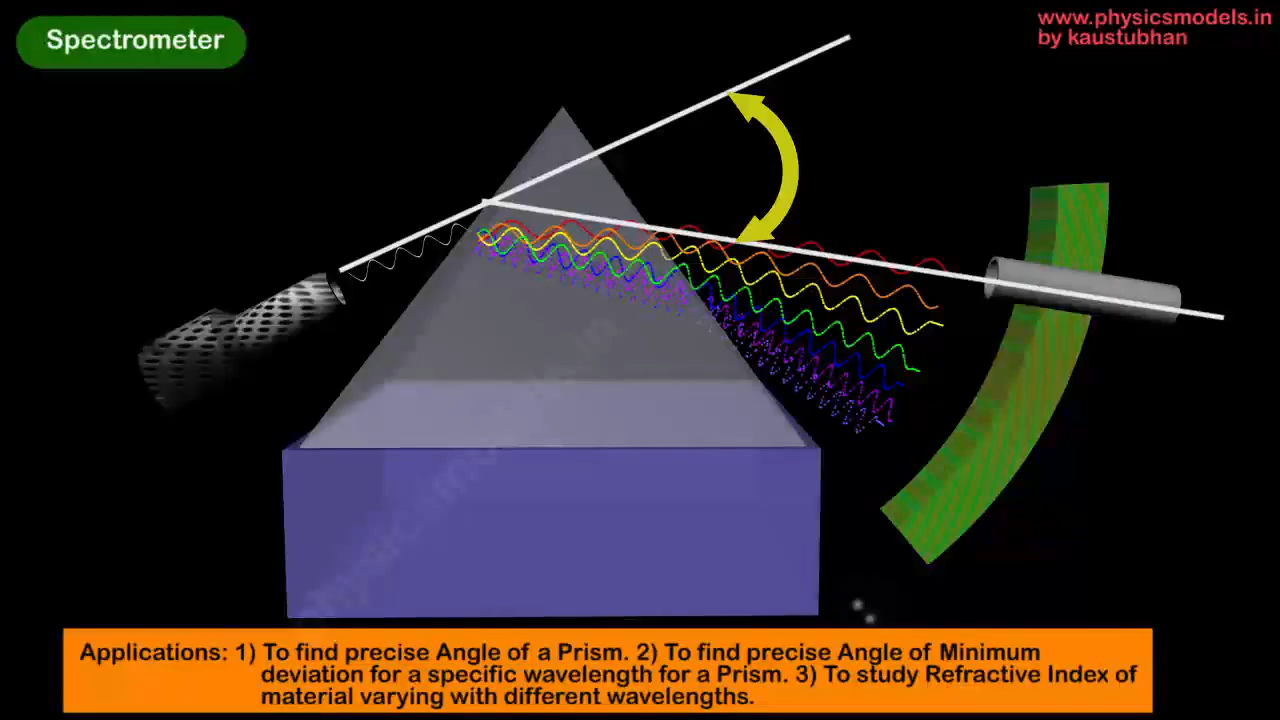 Spectrometer
www.physicsmodels.in
by kaustubhan
Applications: 1) To find precise Angle of a Prism. 2) To find precise Angle of Minimum
deviation for a specific wavelength for a Prism. 3) To study Refractive Index of
material varying with different wavelengths.